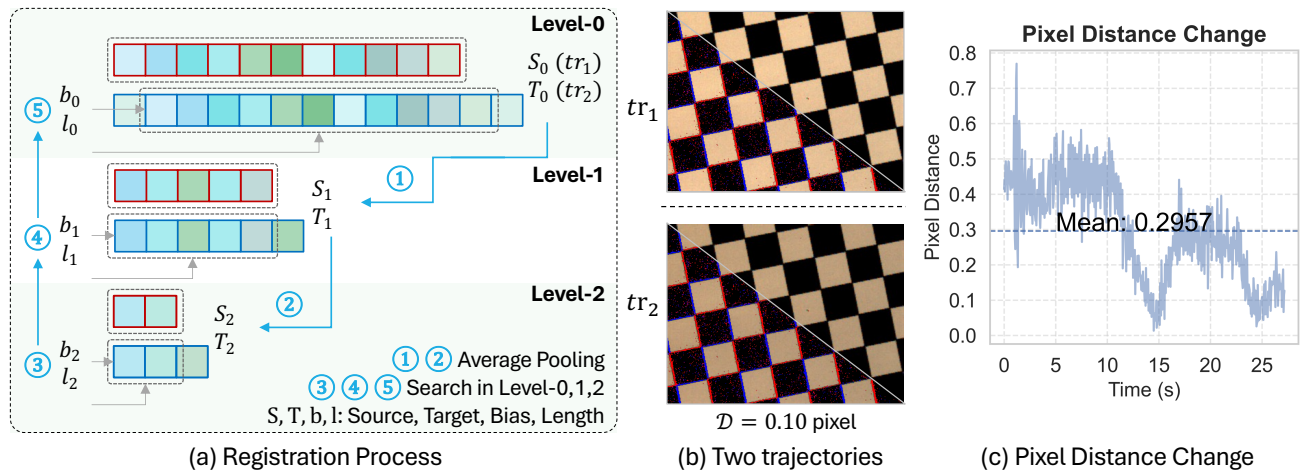 Level-0
S₀ (tr₁)
T₀ (tr₂)
b₀
l₀
⑤
①
Level-1
S₁
T₁
b₁
l₁
④
Level-2
②
S₂
T₂
b₂
l₂
③
① ② Average Pooling
③ ④ ⑤ Search in Level-0,1,2
S, T, b, l: Source, Target, Bias, Length
(a) Registration Process
tr₁
tr₂
𝒟 = 0.10 pixel
(b) Two trajectories
Pixel Distance Change
Pixel Distance
0.8
0.7
0.6
0.5
0.4
0.3
0.2
0.1
0.0
Mean: 0.2957
0 5 10 15 20 25
Time (s)
(c) Pixel Distance Change